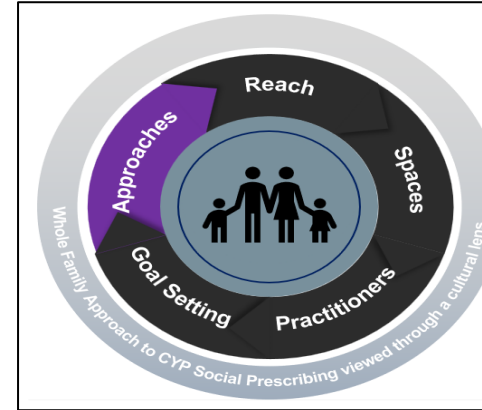 Reach
Spaces
Practitioners
Goal Setting
Approaches
Whole Family Approach to CYP Social Prescribing viewed through a cultural lens